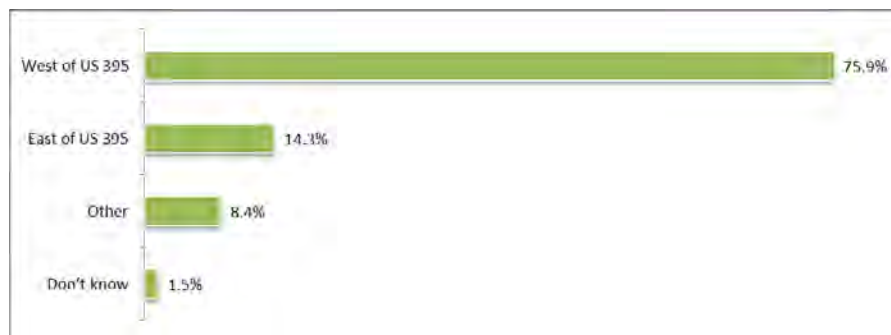 West of US 395 75.9%
East of US 395 14.3%
Other 8.4%
Don't know 1.5%